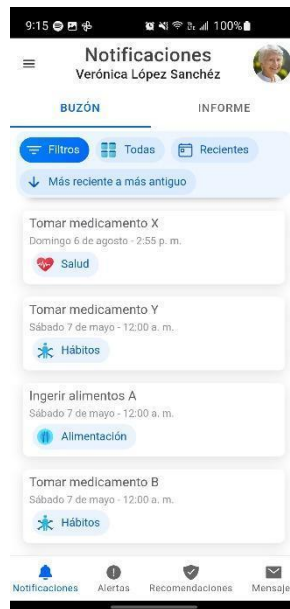 9:15
100%
Notificaciones
Verónica López Sanchéz
BUZÓN
INFORME
Filtros
Todas
Recientes
Más reciente a más antiguo
Tomar medicamento X
Domingo 6 de agosto - 2:55 p. m.
Salud
Tomar medicamento Y
Sábado 7 de mayo - 12:00 a. m.
Hábitos
Ingerir alimentos A
Sábado 7 de mayo - 12:00 a. m.
Alimentación
Tomar medicamento B
Sábado 7 de mayo - 12:00 a. m.
Hábitos
Notificaciones
Alertas
Recomendaciones
Mensaje